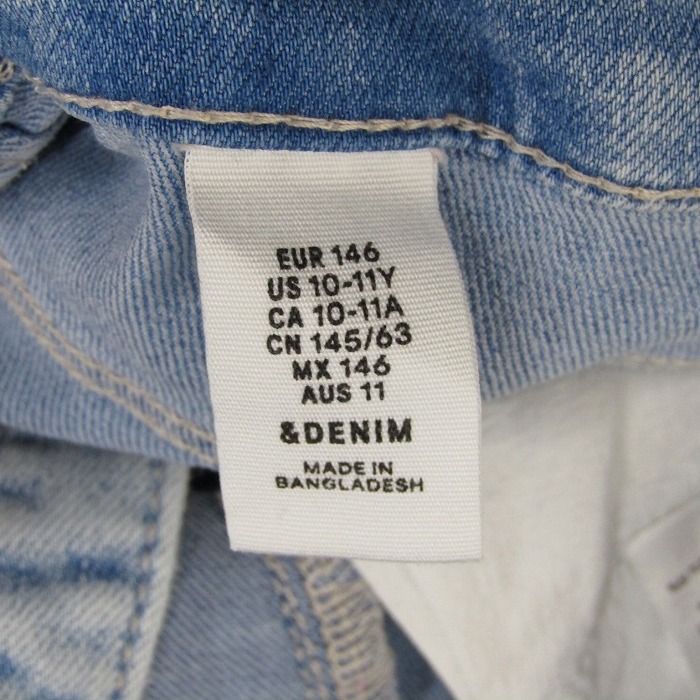 EUR 146
US 10-11Y
CA 10-11A
CN 145/63
MX 146
AUS 11
&DENIM
MADE IN
BANGLADESH